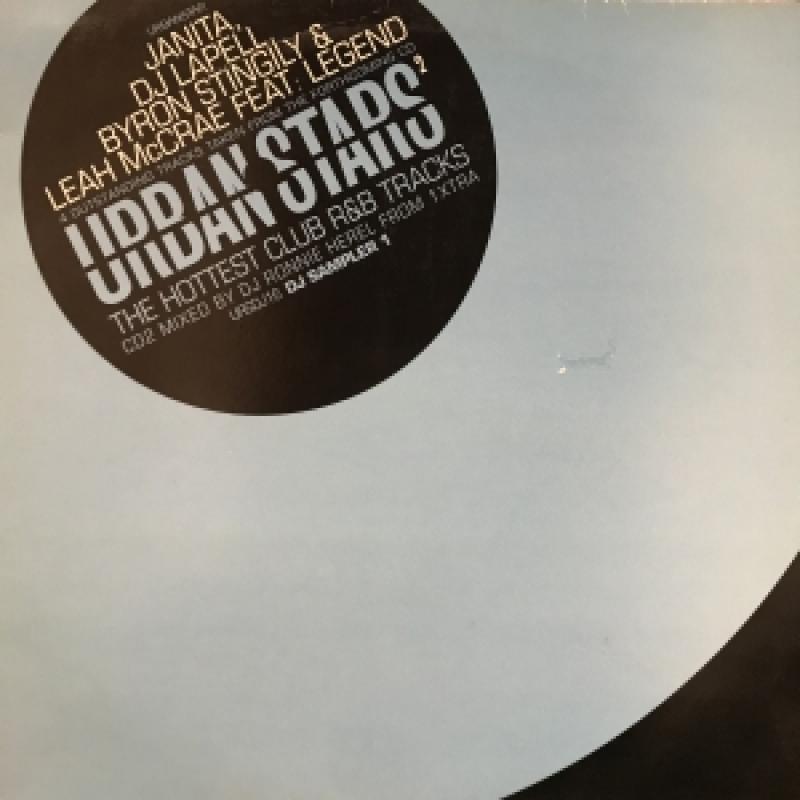 URBANSTAR
JANITA,
DJ LAPELL,
BYRON STINGILY &
LEAH McCRAE FEAT: LEGEND
4 OUTSTANDING TRACKS TAKEN FROM THE FORTHCOMING CD
URBAN STARS 2
THE HOTTEST CLUB R&B TRACKS
CD2 MIXED BY DJ RONNIE HEREL FROM 1XTRA
DJ SAMPLER 1